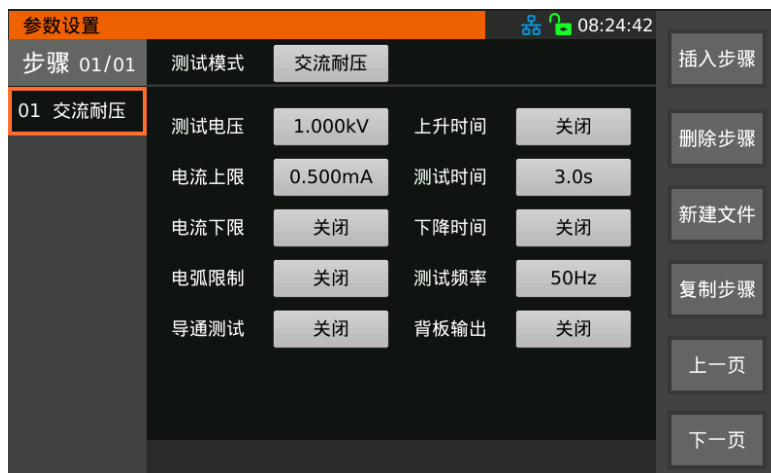 参数设置
08:24:42
步骤 01/01
测试模式 交流耐压
01 交流耐压
测试电压 1.000kV 上升时间 关闭
电流上限 0.500mA 测试时间 3.0s
电流下限 关闭 下降时间 关闭
电弧限制 关闭 测试频率 50Hz
导通测试 关闭 背板输出 关闭
插入步骤
删除步骤
新建文件
复制步骤
上一页
下一页